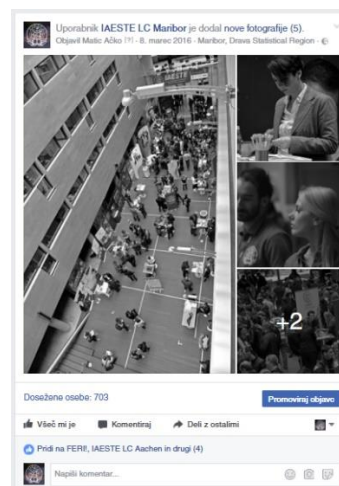 Uporabnik IAESTE LC Maribor je dodal nove fotografije (5).
Objavil Matic Ačko [?] · 8. marec 2016 · Maribor, Drava Statistical Region ·
IAESTE
+2
Dosežene osebe: 703
Promoviraj objavo
Všeč mi je Komentiraj Deli z ostalimi
Pridi na FERI!, IAESTE LC Aachen in drugi (4)
Napiši komentar...